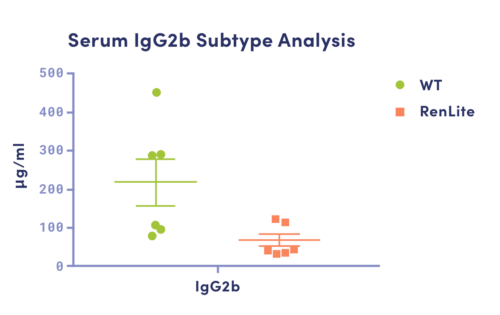 Serum IgG2b Subtype Analysis
500
400
300
200
100
0
µg/ml
IgG2b
WT
RenLite